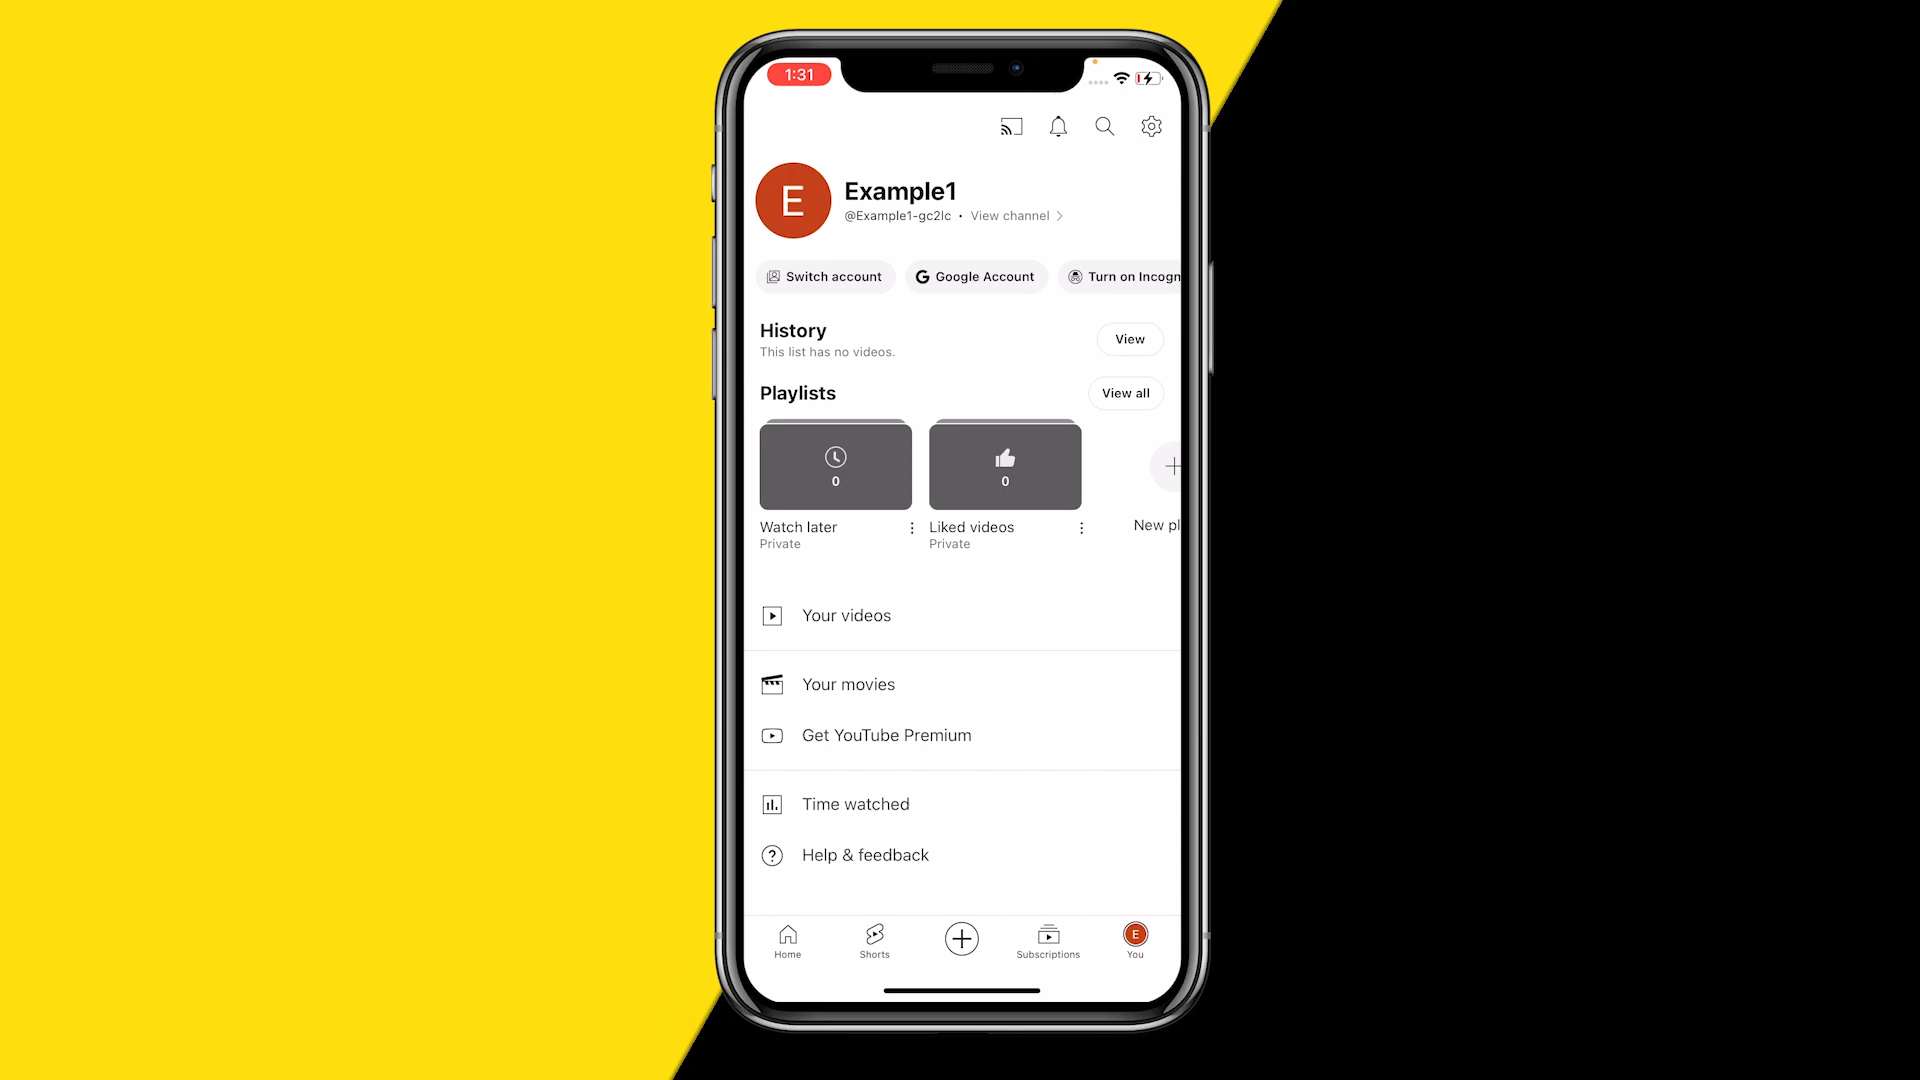 1:31
E
Example1
@Example1-gc2lc • View channel
Switch account
Google Account
Turn on Incogn
History
This list has no videos.
View
Playlists
View all
0
0
Watch later
Private
Liked videos
Private
New pl
Your videos
Your movies
Get YouTube Premium
Time watched
Help & feedback
Home
Shorts
Subscriptions
E
You